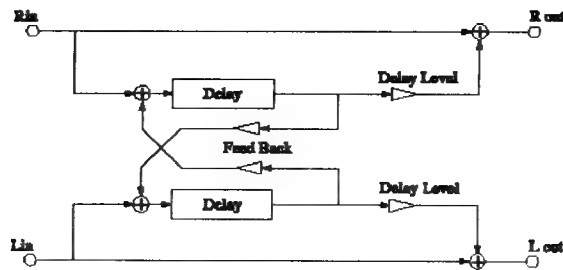 Rin
R out
Delay Level
Delay
Feed Back
Delay Level
Delay
Lin
L out